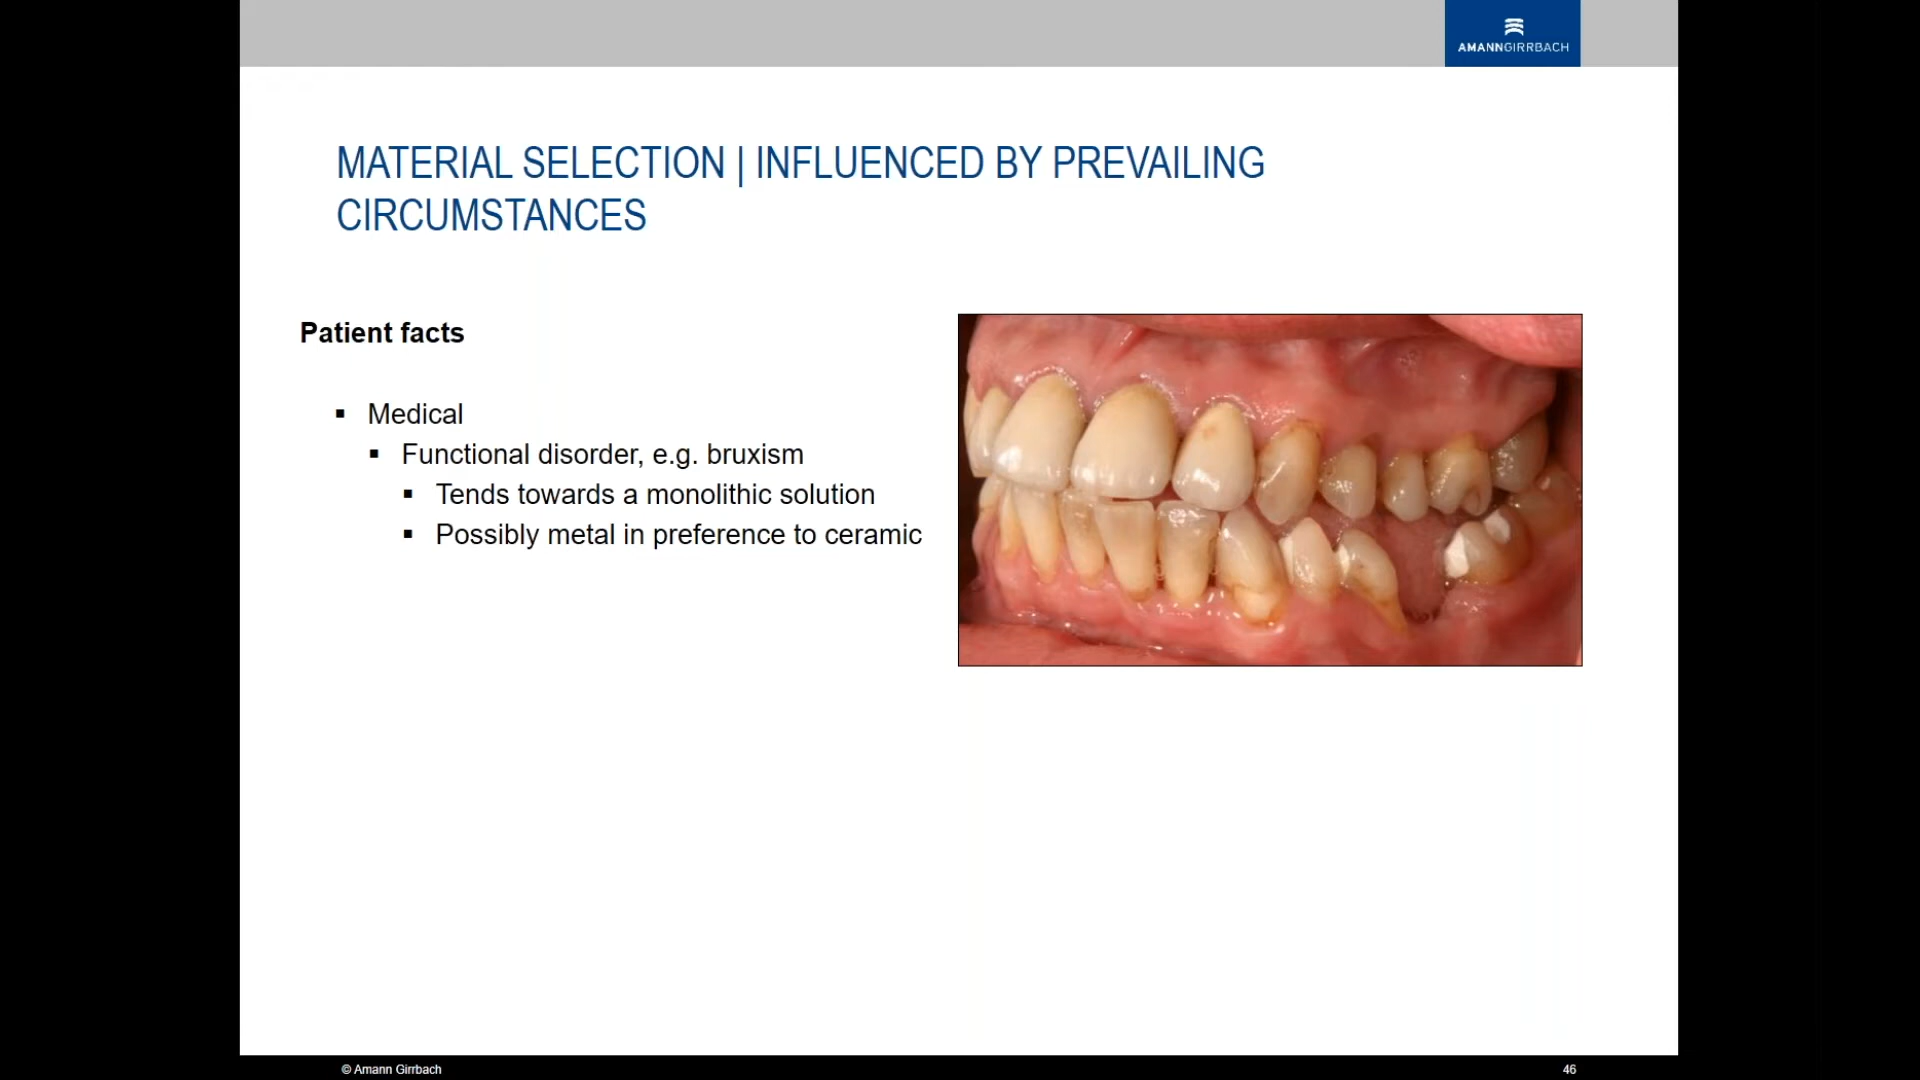 AMANNGIRRBACH
MATERIAL SELECTION | INFLUENCED BY PREVAILING
CIRCUMSTANCES
Patient facts
▪ Medical
▪ Functional disorder, e.g. bruxism
▪ Tends towards a monolithic solution
▪ Possibly metal in preference to ceramic
© Amann Girrbach
46